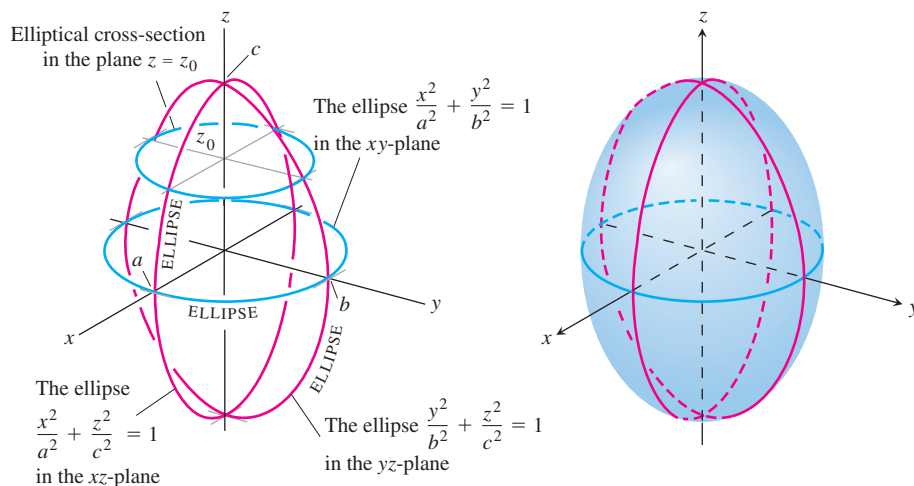 z
Elliptical cross-section
in the plane z = z₀
c
The ellipse x²/a² + y²/b² = 1
in the xy-plane
z₀
ELLIPSE
a
b
y
ELLIPSE
x
ELLIPSE
The ellipse
x²/a² + z²/c² = 1
in the xz-plane
The ellipse y²/b² + z²/c² = 1
in the yz-plane
z
y
x